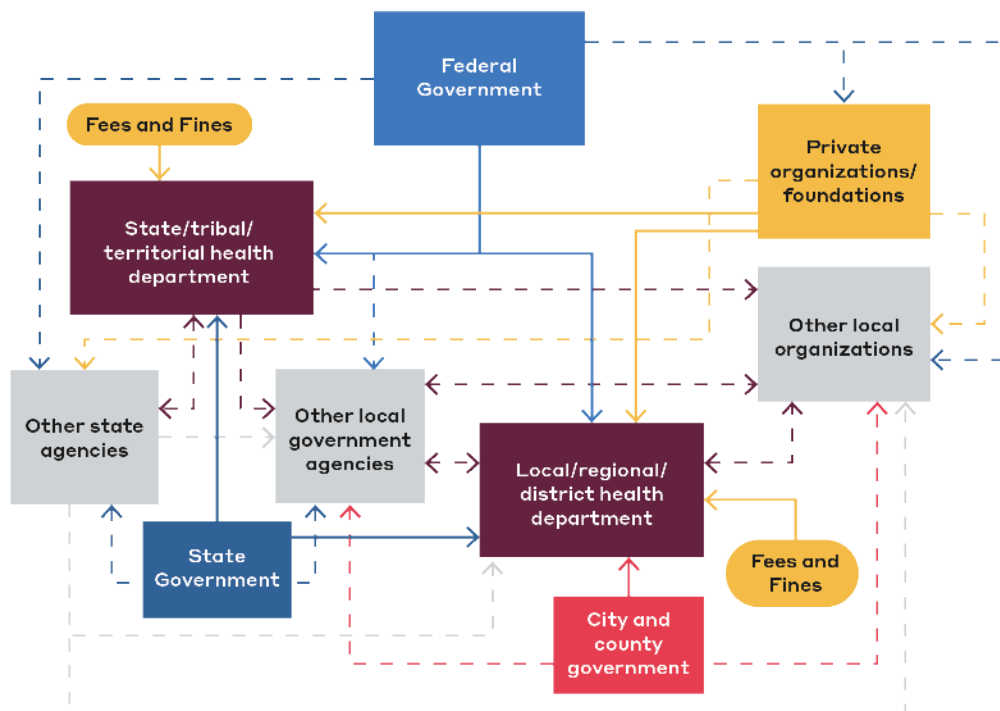 Federal
Government
Fees and Fines
Private
organizations/
foundations
State/tribal/
territorial health
department
Other local
organizations
Other state
agencies
Other local
government
agencies
Local/regional/
district health
department
State
Government
Fees and
Fines
City and
county
government